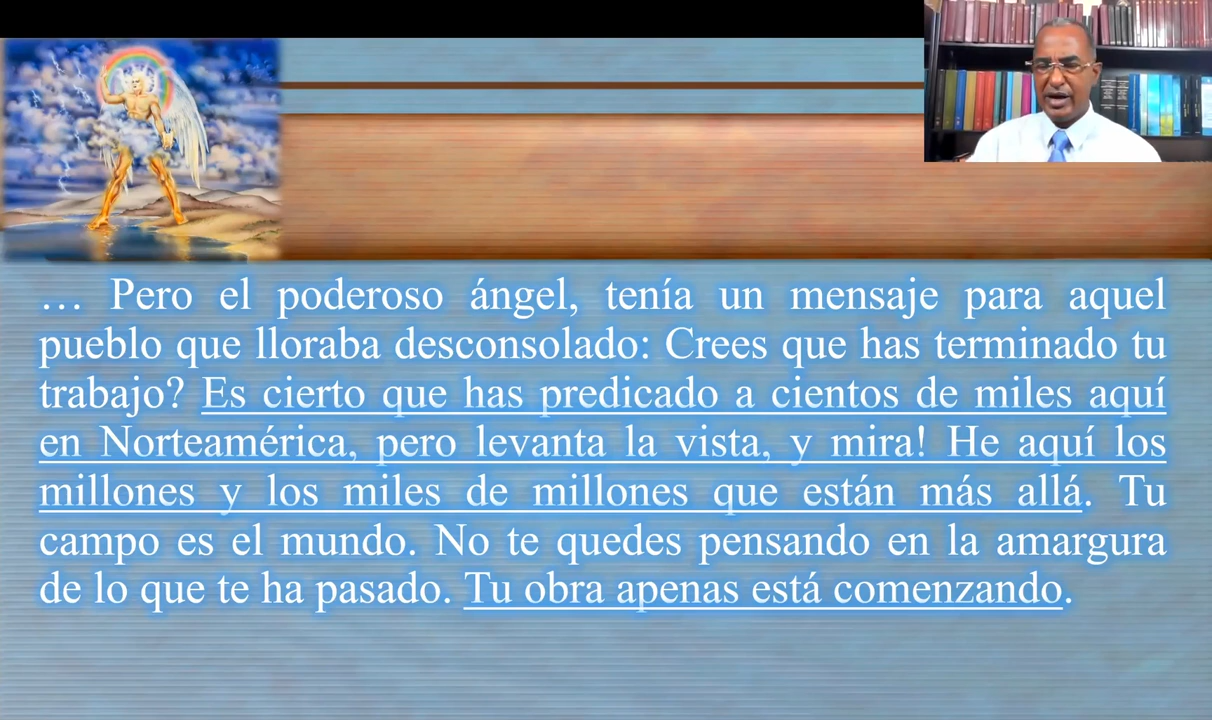 … Pero el poderoso ángel, tenía un mensaje para aquel
pueblo que lloraba desconsolado: Crees que has terminado tu
trabajo? Es cierto que has predicado a cientos de miles aquí
en Norteamérica, pero levanta la vista, y mira! He aquí los
millones y los miles de millones que están más allá. Tu
campo es el mundo. No te quedes pensando en la amargura
de lo que te ha pasado. Tu obra apenas está comenzando.